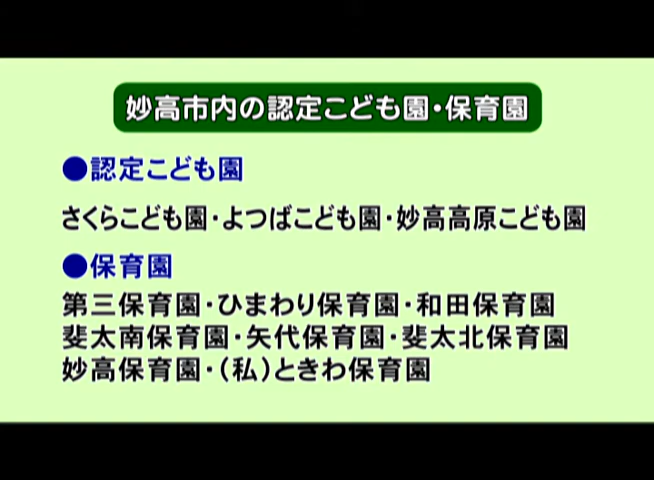 妙高市内の認定こども園・保育園
●認定こども園
さくらこども園・よつばこども園・妙高高原こども園
●保育園
第三保育園・ひまわり保育園・和田保育園
斐太南保育園・矢代保育園・斐太北保育園
妙高保育園・(私)ときわ保育園